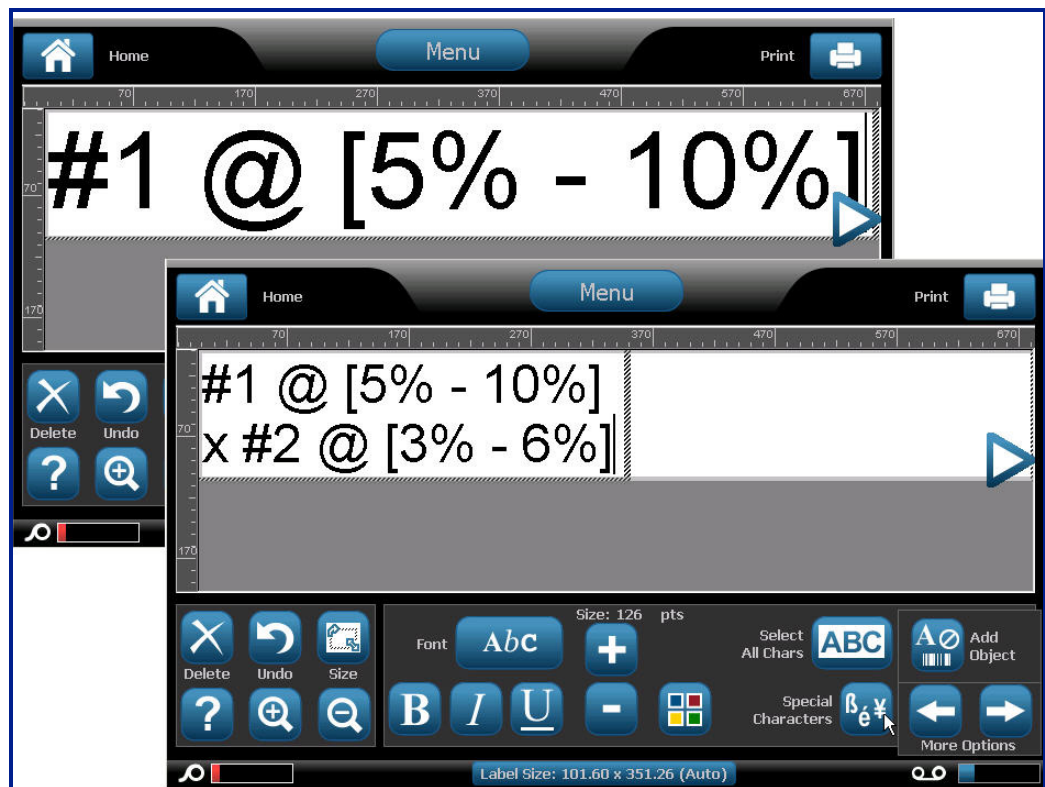 Home Menu Print
70 170 270 370 470 570 670
#1 @ [5% - 10%]
70
170
Delete Undo
?
Home Menu Print
70 170 270 370 470 570 670
#1 @ [5% - 10%]
x #2 @ [3% - 6%]
70
170
Size: 126 pts
Font AbC
Select All Chars ABC
A
Add Object
Delete Undo Size
?
B I U
Special Characters ßé¥
More Options
Label Size: 101.60 x 351.26 (Auto)